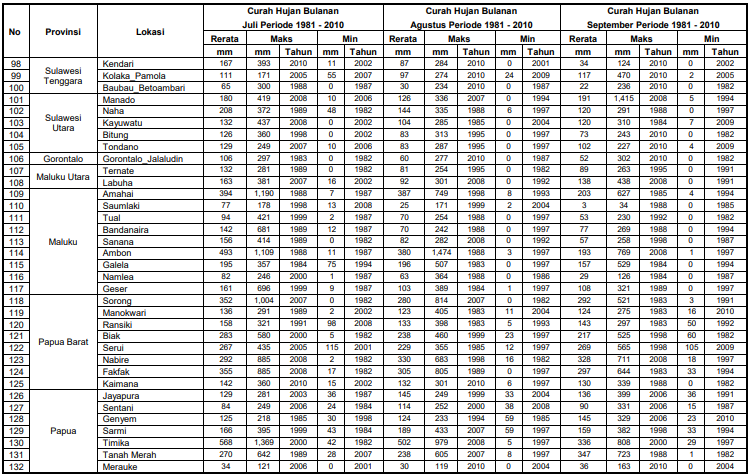 No Provinsi Lokasi Curah Hujan Bulanan Juli Periode 1981 - 2010 Curah Hujan Bulanan Agustus Periode 1981 - 2010 Curah Hujan Bulanan September Periode 1981 - 2010
Rerata Maks Min Rerata Maks Min Rerata Maks Min
mm mm Tahun mm Tahun mm mm Tahun mm Tahun mm mm Tahun mm Tahun
98 Sulawesi Tenggara Kendari 167 393 2010 11 2002 87 284 2010 0 2001 34 124 2010 0 2002
99 Kolaka_Pamola 111 171 2005 55 2007 97 274 2010 24 2009 117 470 2010 2 2005
100 Baubau_Betoambari 65 300 1988 0 1987 30 234 2010 0 1987 22 236 2010 0 1982
101 Sulawesi Utara Manado 180 419 2008 10 2006 126 336 2007 0 1994 191 1,415 2008 5 1994
102 Naha 208 372 1989 48 1982 144 335 1988 6 1997 120 291 1988 0 1997
103 Kayuwatu 132 437 2008 0 2002 104 285 1985 0 2004 120 310 1984 7 2009
104 Bitung 126 360 1998 0 2002 83 313 1995 0 1997 73 243 2010 0 1982
105 Tondano 129 249 2007 10 2006 83 287 1995 0 1997 102 227 2010 4 2009
106 Gorontalo Gorontalo_Jalaludin 106 297 1983 0 1982 60 277 2010 0 1987 52 302 2010 0 1982
107 Maluku Utara Ternate 132 281 1989 0 1982 81 254 1995 0 1982 89 263 1995 0 1991
108 Labuha 163 381 2007 16 2002 92 301 2008 0 1992 138 438 2008 0 1991
109 Maluku Amahai 394 1,190 1988 7 1987 387 749 1998 8 1993 203 627 1985 4 1994
110 Saumlaki 77 178 1998 13 2008 25 171 1999 2 2004 3 34 1988 0 1985
111 Tual 94 421 1999 2 1987 70 254 1988 0 1997 53 230 1992 0 1982
112 Bandanaira 142 681 1989 12 1987 70 242 1988 0 1997 77 269 1988 0 1994
113 Sanana 156 414 1989 0 1982 82 282 2008 0 1992 57 258 1998 0 1987
114 Ambon 493 1,109 1988 11 1987 380 1,474 1988 3 1997 193 769 2008 1 1997
115 Galela 195 357 1984 75 1994 196 507 1983 0 1997 157 529 1984 0 1994
116 Namlea 82 246 2000 1 1987 63 364 1988 0 1986 29 126 1984 0 1987
117 Geser 161 696 1999 9 1987 103 389 1984 1 1997 108 321 1989 0 1997
118 Papua Barat Sorong 352 1,004 2007 0 1982 280 814 2007 0 1982 292 521 1983 3 1991
119 Manokwari 136 291 1989 2 2002 123 405 1983 11 2004 124 275 1983 16 2010
120 Ransiki 158 321 1991 98 2008 133 398 1983 5 1993 143 297 1983 50 1992
121 Biak 283 580 2000 5 1982 238 460 1999 23 1997 217 525 1998 60 1982
122 Serui 267 435 2005 115 2001 229 355 1985 12 1997 269 565 1998 105 2009
123 Nabire 292 885 2008 2 1982 330 683 1998 16 1982 328 711 2008 18 1997
124 Fakfak 355 885 2008 17 1982 305 805 1989 0 1997 297 644 1983 33 1994
125 Kaimana 142 360 2010 15 2002 132 301 2010 6 1997 130 339 1988 0 1982
126 Papua Jayapura 129 281 2003 36 1987 145 249 1999 33 2004 136 399 2006 36 1991
127 Sentani 84 249 2006 24 1984 114 252 2000 38 2008 90 331 2006 15 1987
128 Genyem 125 218 1985 30 1998 124 233 1994 59 1985 145 329 2006 23 2010
129 Sarmi 166 395 1999 43 1984 189 433 2007 59 1997 159 382 1998 33 1994
130 Timika 568 1,369 2000 42 1982 502 979 2008 5 1997 336 808 2000 29 1997
131 Tanah Merah 270 642 1989 28 2007 238 605 2007 8 1997 347 723 1988 1 1982
132 Merauke 34 121 2006 0 2001 30 119 2010 0 2004 36 163 2010 0 2004